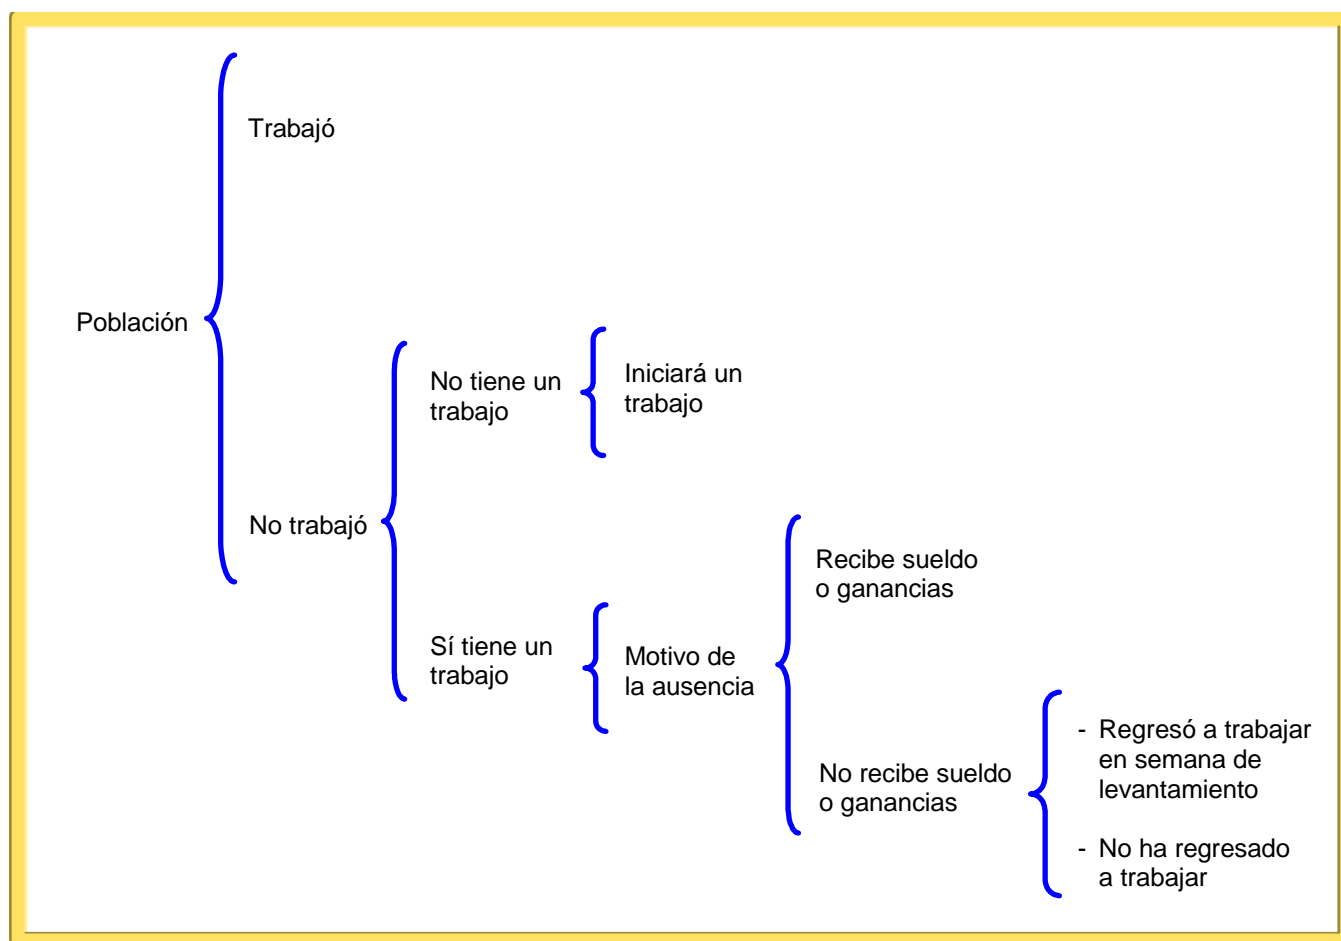 Trabajó
Población
No tiene un
trabajo
Iniciará un
trabajo
No trabajó
Sí tiene un
trabajo
Motivo de
la ausencia
Recibe sueldo
o ganancias
No recibe sueldo
o ganancias
- Regresó a trabajar
en semana de
levantamiento
- No ha regresado
a trabajar